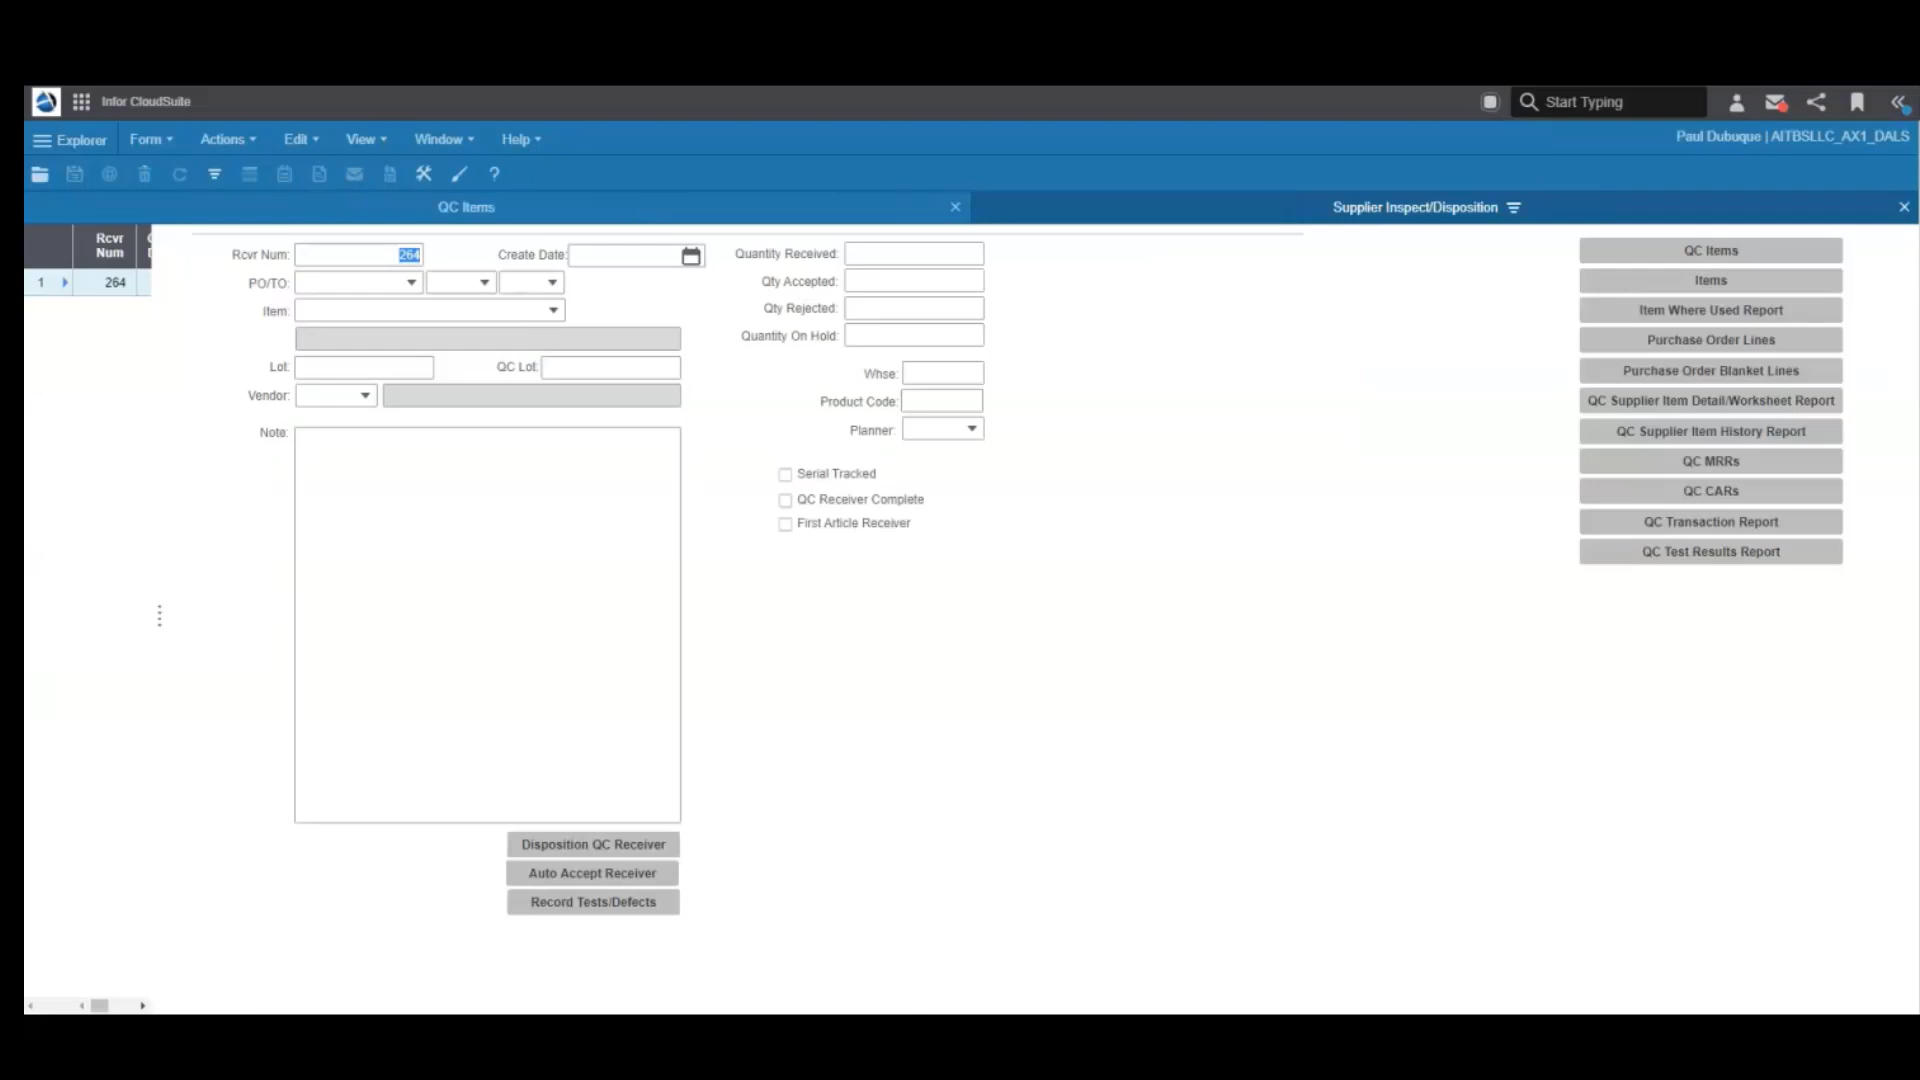 Infor CloudSuite
Start Typing
Explorer Form Actions Edit View Window Help
Paul Dubuque | AITBSLLC_AX1_DALS
QC Items
Supplier Inspect/Disposition
Rcvr
Num
1 264
Rcvr Num: 264
Create Date:
PO/TO:
Item:
Lot:
QC Lot:
Vendor:
Note:
Quantity Received:
Qty Accepted:
Qty Rejected:
Quantity On Hold:
Whse:
Product Code:
Planner:
Serial Tracked
QC Receiver Complete
First Article Receiver
Disposition QC Receiver
Auto Accept Receiver
Record Tests/Defects
QC Items
Items
Item Where Used Report
Purchase Order Lines
Purchase Order Blanket Lines
QC Supplier Item Detail/Worksheet Report
QC Supplier Item History Report
QC MRRs
QC CARs
QC Transaction Report
QC Test Results Report